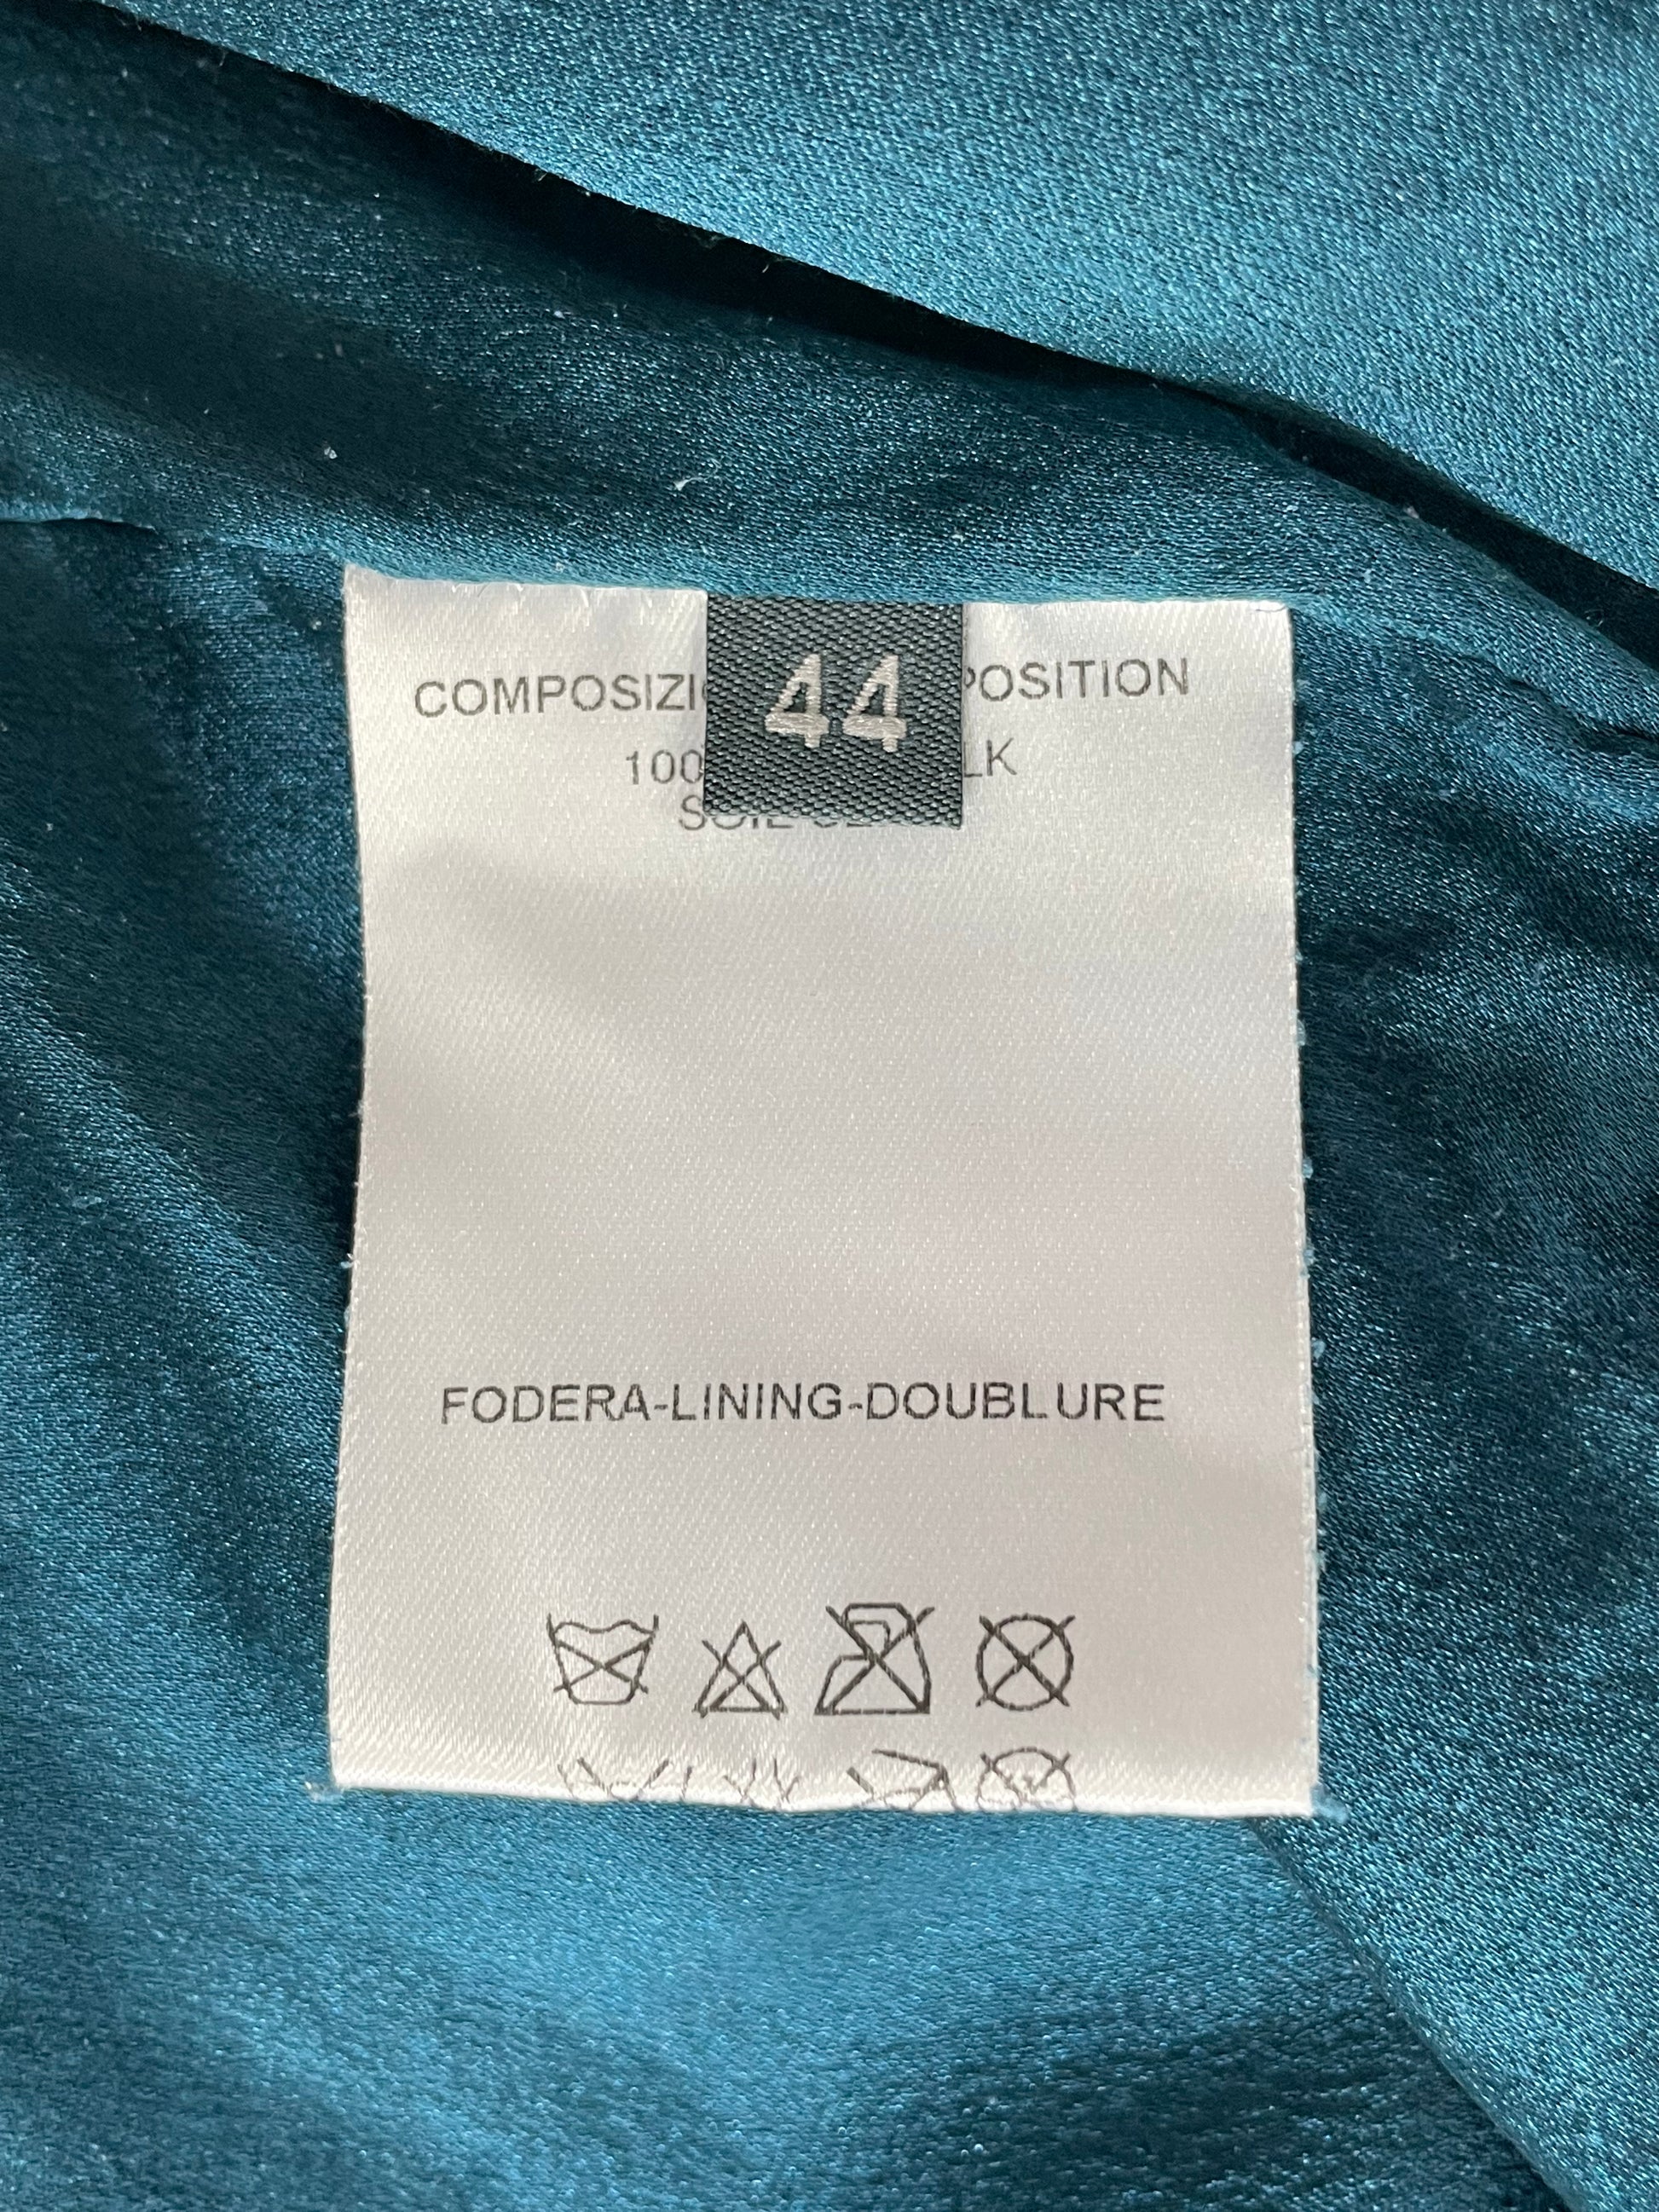 44
COMPOSIZI POSITION
100 LK
FODERA-LINING-DOUBLURE